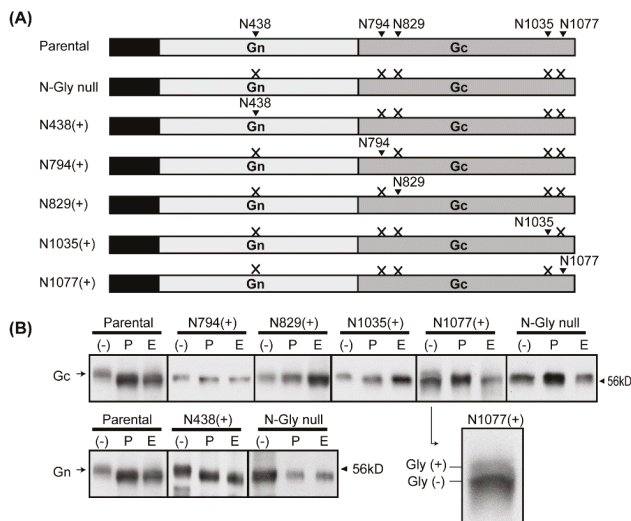 (A)
N438 N794 N829 N1035 N1077
Parental Gn Gc
N-Gly null Gn Gc
N438
N438(+) Gn Gc
N794
N794(+) Gn Gc
N829
N829(+) Gn Gc
N1035
N1035(+) Gn Gc
N1077
N1077(+) Gn Gc
(B)
Parental N794(+) N829(+) N1035(+) N1077(+) N-Gly null
(-) P E (-) P E (-) P E (-) P E (-) P E (-) P E
Gc 56kD
Parental N438(+) N-Gly null N1077(+)
(-) P E (-) P E (-) P E
Gn 56kD
Gly (+)
Gly (-)